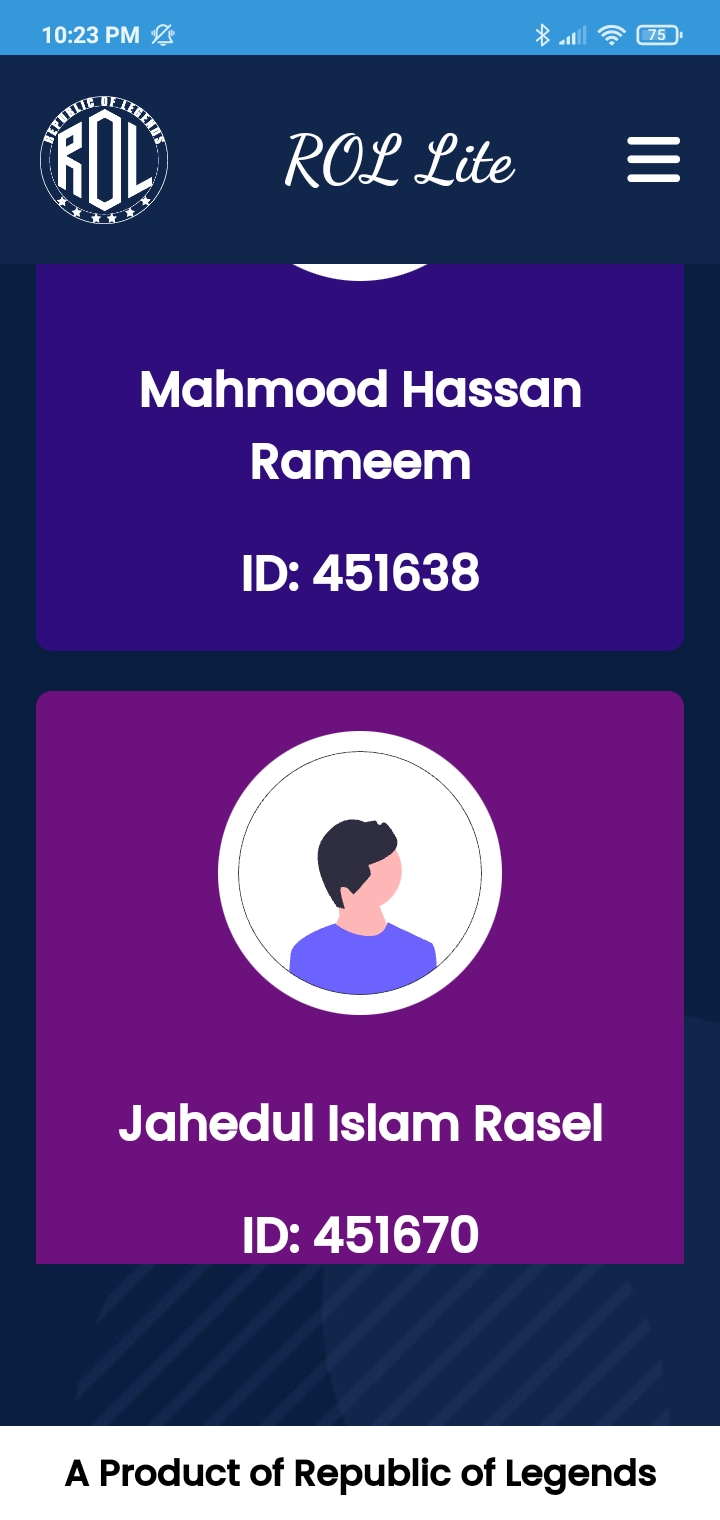 10:23 PM
75
REPUBLIC OF LEGENDS
ROL
ROL Lite
Mahmood Hassan
Rameem
ID: 451638
Jahedul Islam Rasel
ID: 451670
A Product of Republic of Legends